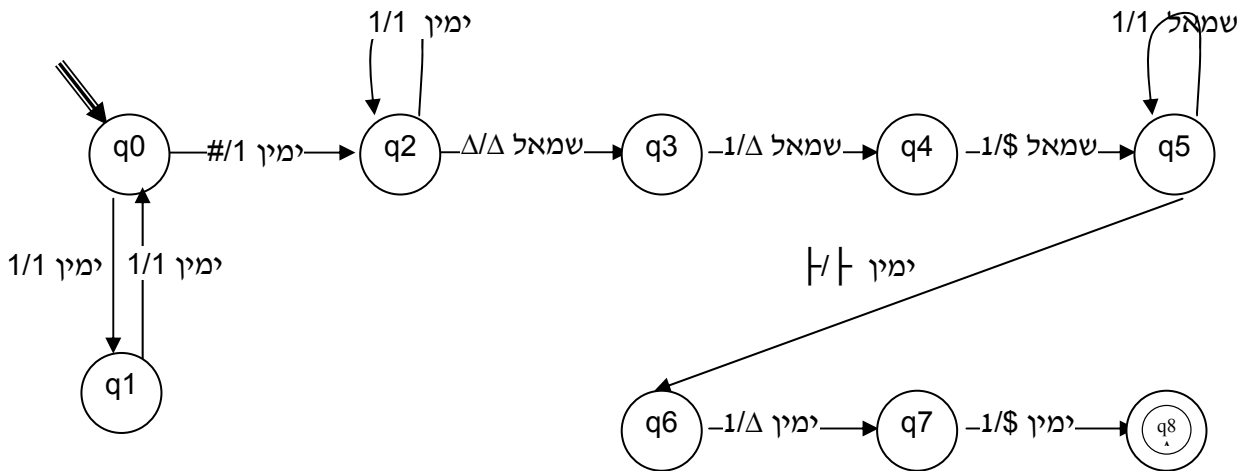 1/1 ימין
1/1 שמאל
q0
#/1 ימין
q2
Δ/Δ שמאל
q3
1/Δ שמאל
q4
1/$ שמאל
q5
1/1 ימין
1/1 ימין
├/├ ימין
q1
q6
1/Δ ימין
q7
1/$ ימין
q8